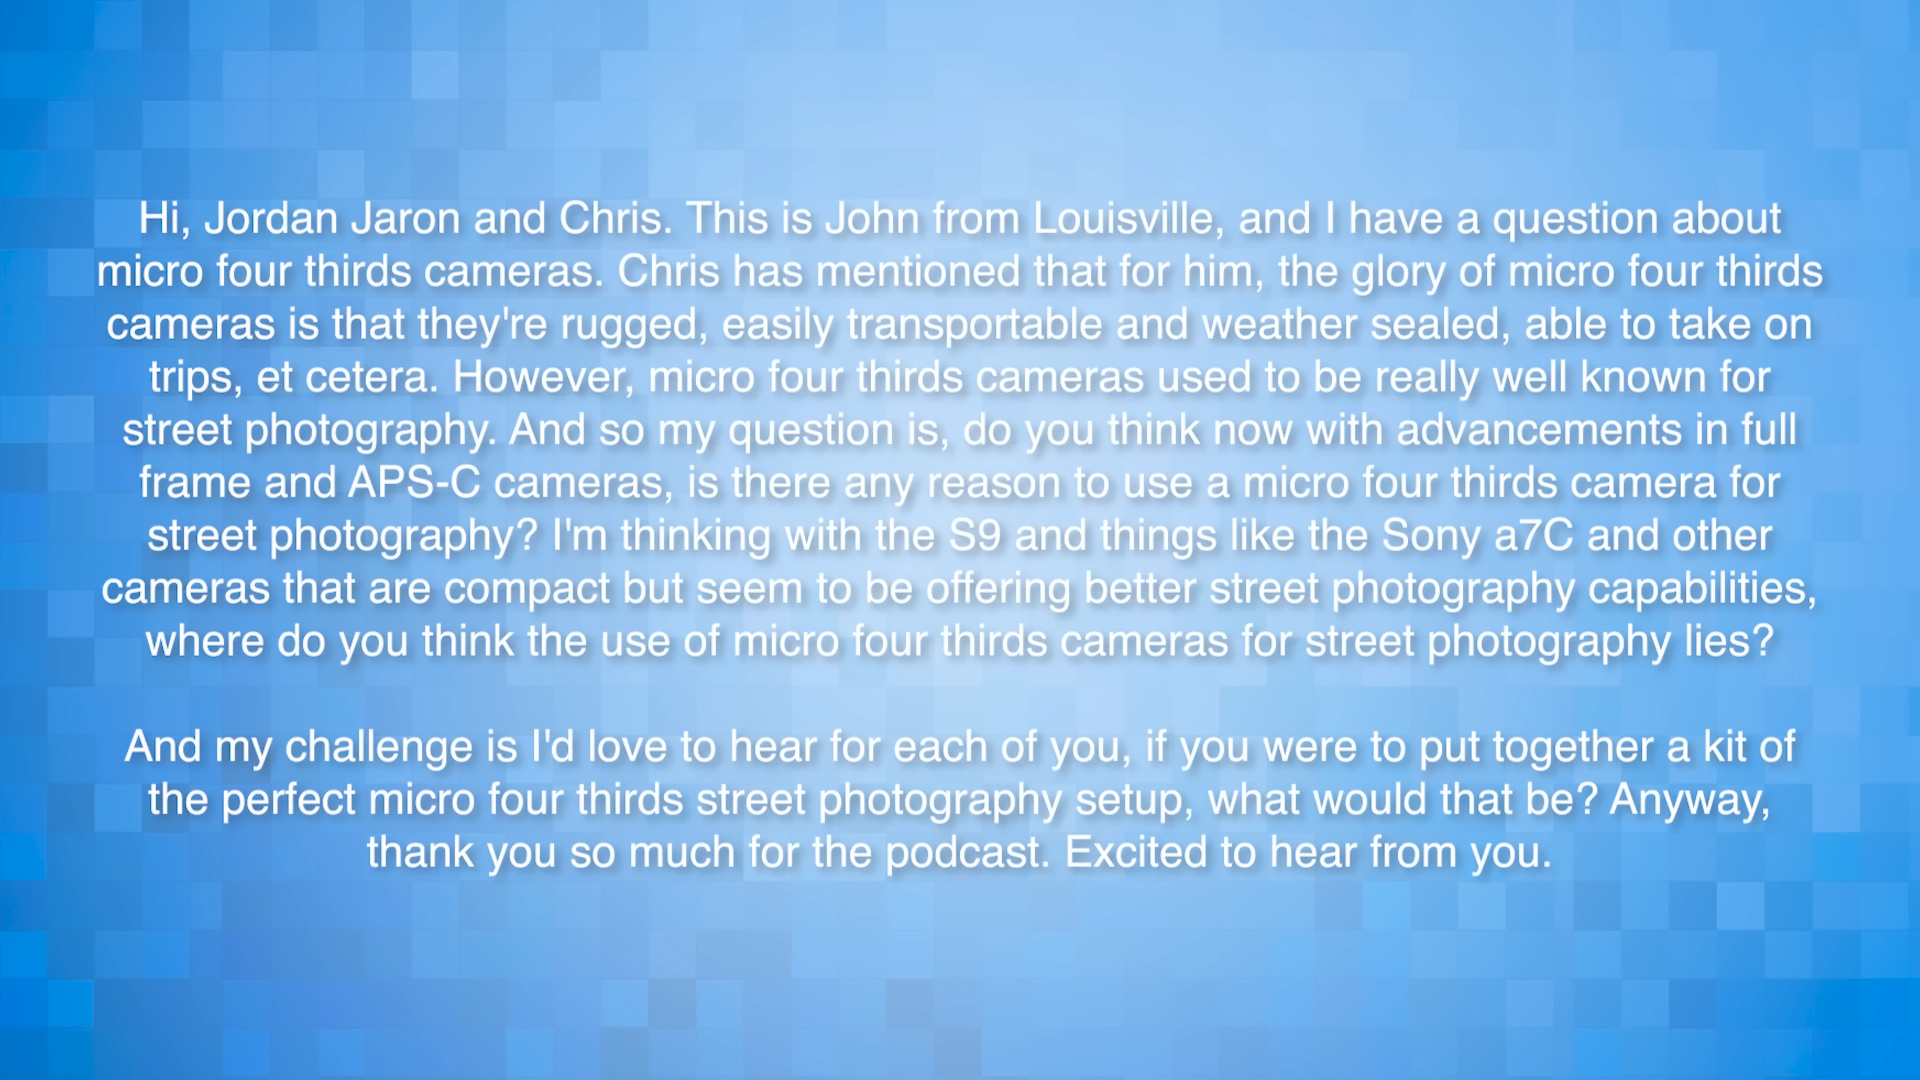 Hi, Jordan Jaron and Chris. This is John from Louisville, and I have a question about
micro four thirds cameras. Chris has mentioned that for him, the glory of micro four thirds
cameras is that they're rugged, easily transportable and weather sealed, able to take on
trips, et cetera. However, micro four thirds cameras used to be really well known for
street photography. And so my question is, do you think now with advancements in full
frame and APS-C cameras, is there any reason to use a micro four thirds camera for
street photography? I'm thinking with the S9 and things like the Sony a7C and other
cameras that are compact but seem to be offering better street photography capabilities,
where do you think the use of micro four thirds cameras for street photography lies?
And my challenge is I'd love to hear for each of you, if you were to put together a kit of
the perfect micro four thirds street photography setup, what would that be? Anyway,
thank you so much for the podcast. Excited to hear from you.